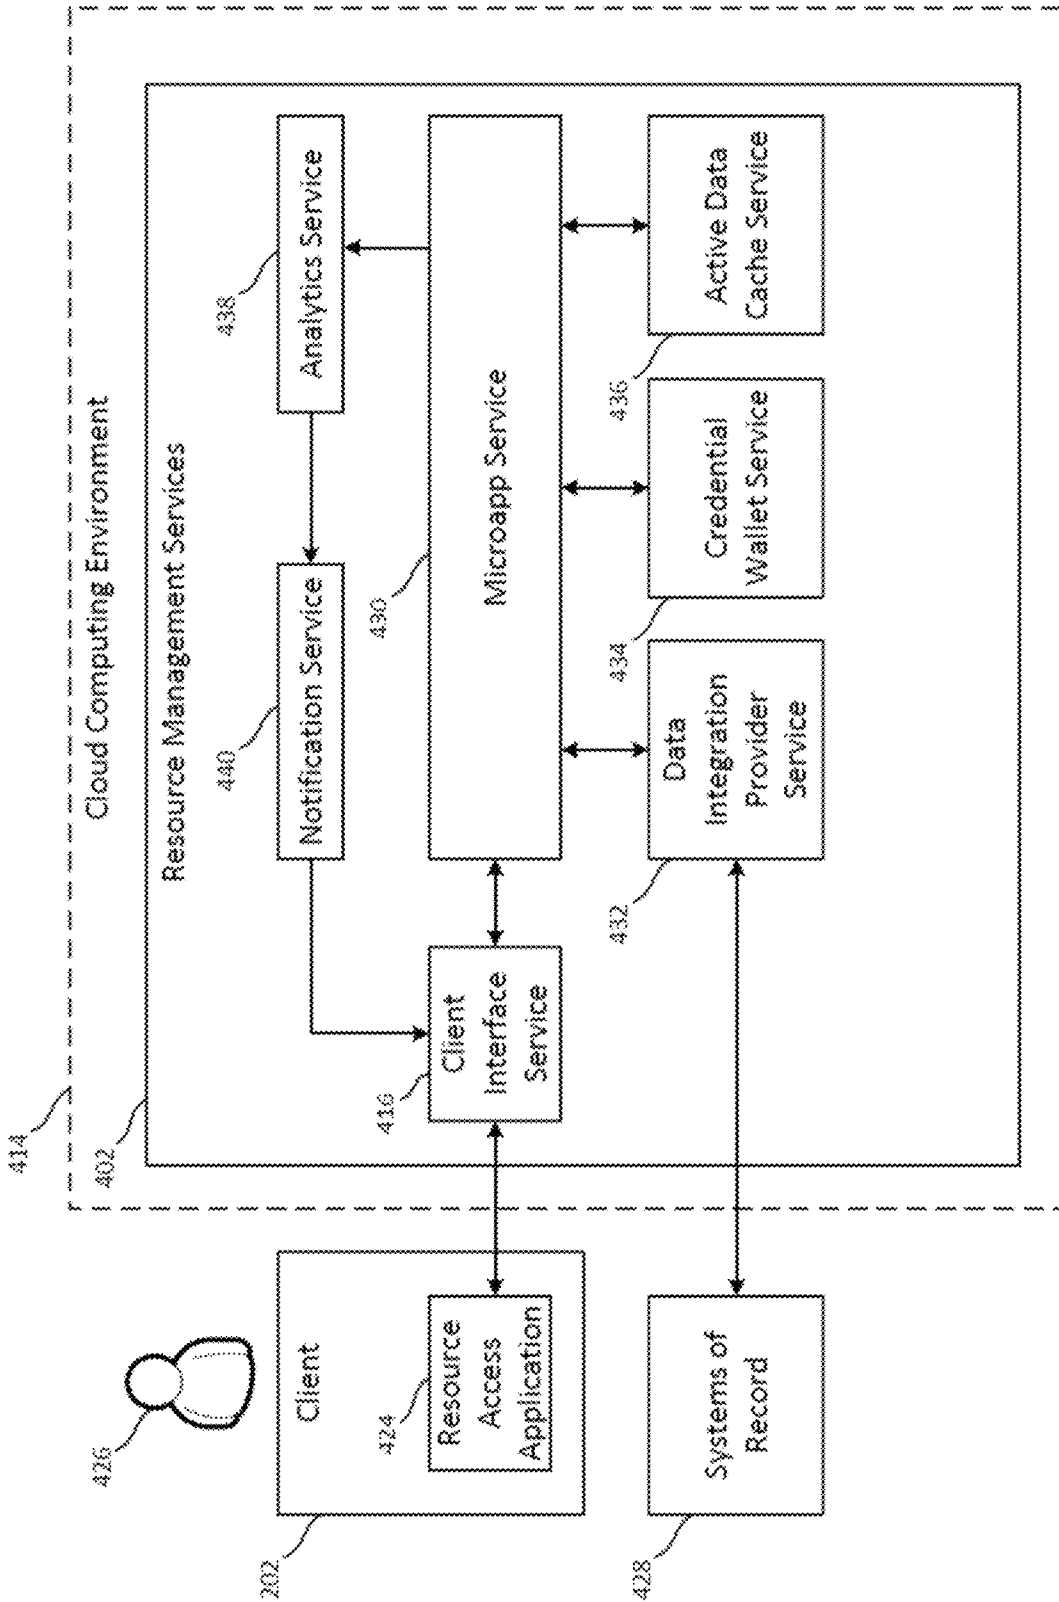 414
Cloud Computing Environment
402
Resource Management Services
426
440
438
Notification Service
Analytics Service
202
Client
424
Resource
Access
Application
416
Client
Interface
Service
430
Microapp Service
428
Systems of
Record
432
Data
Integration
Provider
Service
434
Credential
Wallet Service
436
Active Data
Cache Service